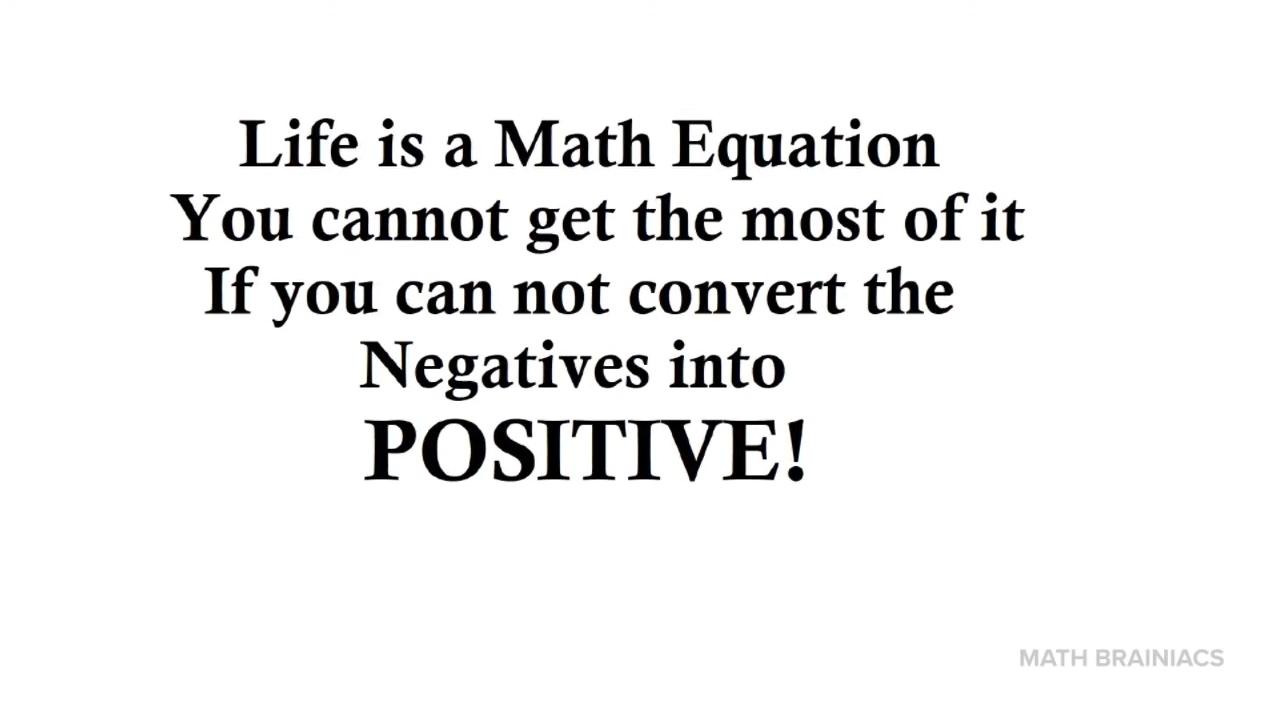 Life is a Math Equation
You cannot get the most of it
If you can not convert the
Negatives into
POSITIVE!
MATH BRAINIACS